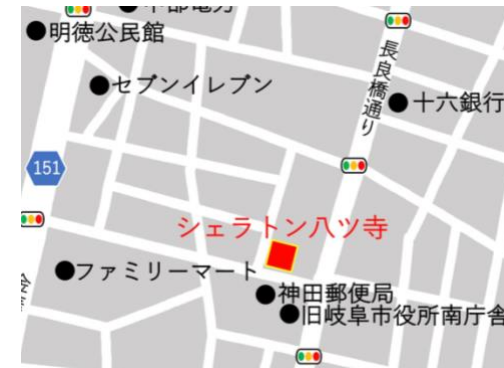 明徳公民館
セブンイレブン
長良橋通り
十六銀行
151
シェラトン八ツ寺
ファミリーマート
神田郵便局
旧岐阜市役所南庁舎